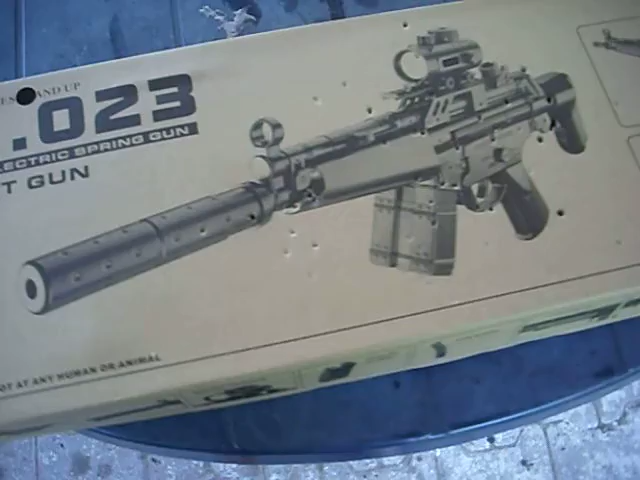 AND UP
.023
ELECTRIC SPRING GUN
T GUN
OT AT ANY HUMAN OR ANIMAL